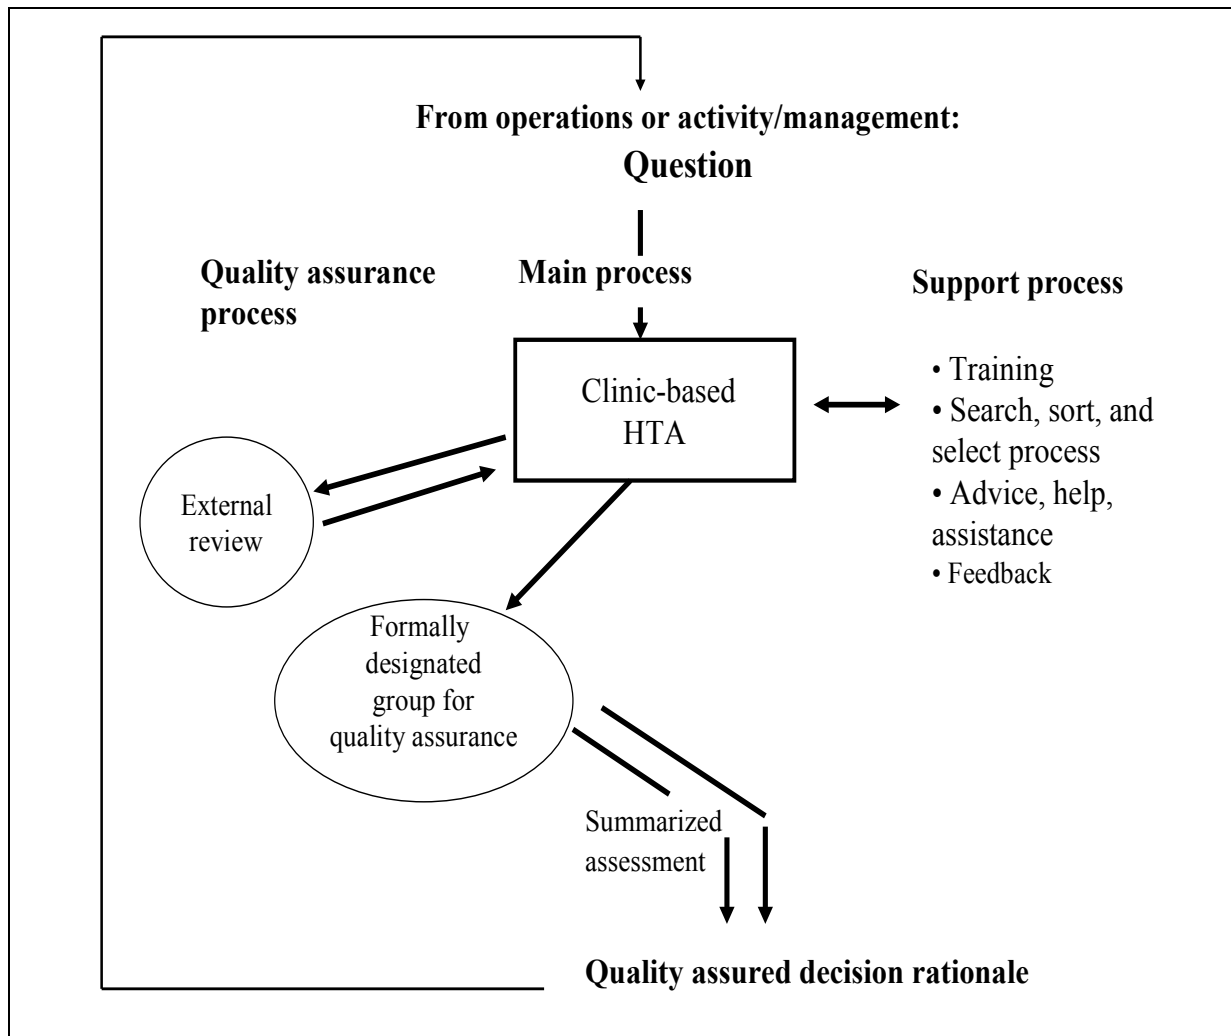 From operations or activity/management:
Question
Quality assurance
process
Main process
Support process
Clinic-based
HTA
• Training
• Search, sort, and
select process
• Advice, help,
assistance
• Feedback
External
review
Formally
designated
group for
quality assurance
Summarized
assessment
Quality assured decision rationale